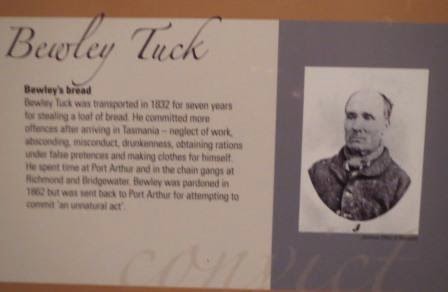 Bewley Tuck
Bewley's bread
Bewley Tuck was transported in 1832 for seven years
for stealing a loaf of bread. He committed more
offences after arriving in Tasmania – neglect of work,
absconding, misconduct, drunkenness, obtaining rations
under false pretences and making clothes for himself.
He spent time at Port Arthur and in the chain gangs at
Richmond and Bridgewater. Bewley was pardoned in
1862 but was sent back to Port Arthur for attempting to
commit 'an unnatural act'.
convict